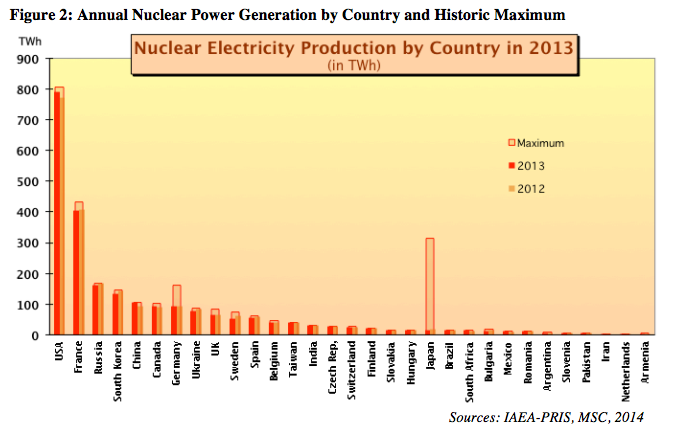 Figure 2: Annual Nuclear Power Generation by Country and Historic Maximum
TWh
Nuclear Electricity Production by Country in 2013
(in TWh)
900
800
700
600
500
400
300
200
100
0
Maximum
2013
2012
USA
France
Russia
South Korea
China
Canada
Germany
Ukraine
UK
Sweden
Spain
Belgium
Taiwan
India
Czech Rep,
Switzerland
Finland
Slovakia
Hungary
Japan
Brazil
South Africa
Bulgaria
Mexico
Romania
Argentina
Slovenia
Pakistan
Iran
Netherlands
Armenia
Sources: IAEA-PRIS, MSC, 2014